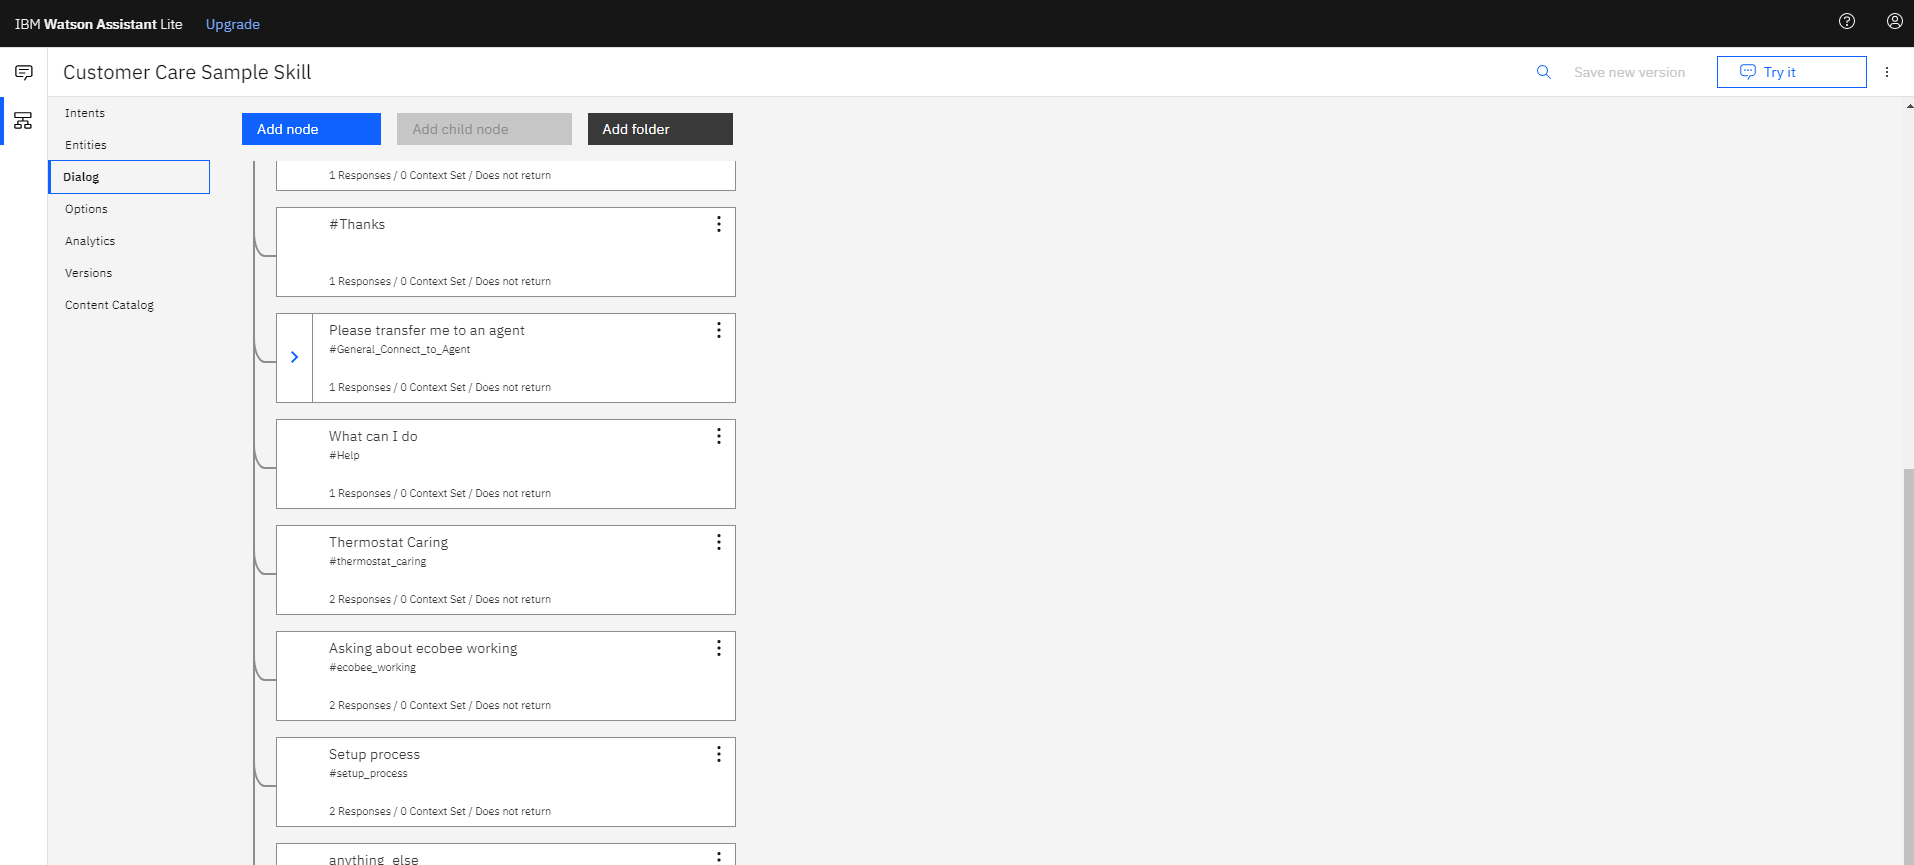 IBM Watson Assistant Lite Upgrade
Customer Care Sample Skill
Save new version
Try it
Intents
Entities
Dialog
Options
Analytics
Versions
Content Catalog
Add node
Add child node
Add folder
1 Responses / 0 Context Set / Does not return
#Thanks
1 Responses / 0 Context Set / Does not return
Please transfer me to an agent
#General_Connect_to_Agent
1 Responses / 0 Context Set / Does not return
What can I do
#Help
1 Responses / 0 Context Set / Does not return
Thermostat Caring
#thermostat_caring
2 Responses / 0 Context Set / Does not return
Asking about ecobee working
#ecobee_working
2 Responses / 0 Context Set / Does not return
Setup process
#setup_process
2 Responses / 0 Context Set / Does not return
anything_else